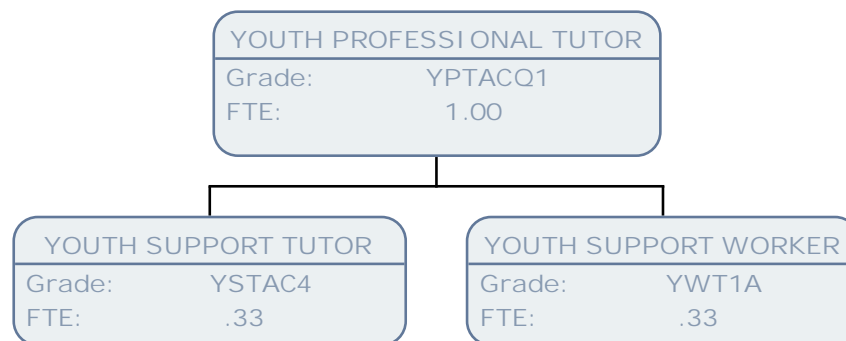 YOUTH PROFESSIONAL TUTOR
Grade: YPTACQ1
FTE: 1.00
YOUTH SUPPORT TUTOR
Grade: YSTAC4
FTE: .33
YOUTH SUPPORT WORKER
Grade: YWT1A
FTE: .33